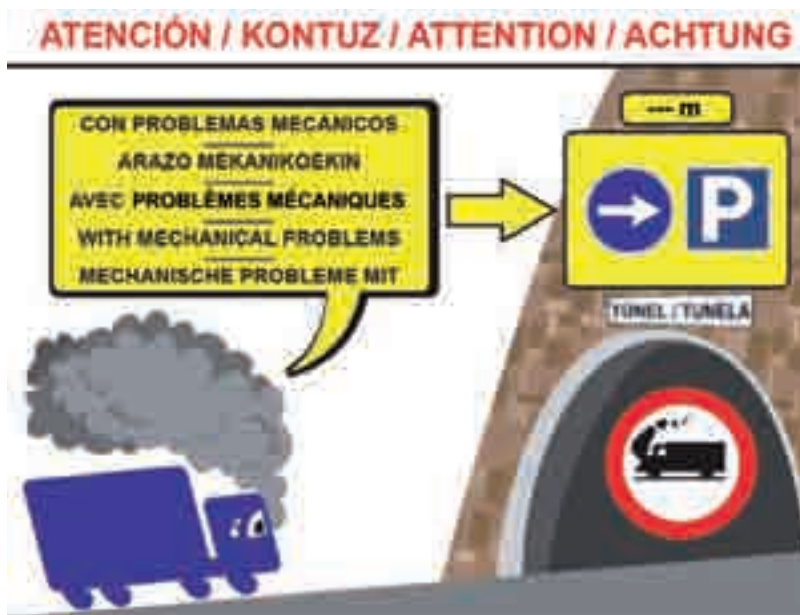 ATENCIÓN / KONTUZ / ATTENTION / ACHTUNG
--- m
CON PROBLEMAS MECANICOS
ARAZO MEKANIKOEKIN
AVEC PROBLÈMES MÉCANIQUES
WITH MECHANICAL PROBLEMS
MECHANISCHE PROBLEME MIT
P
TÚNEL / TUNELA